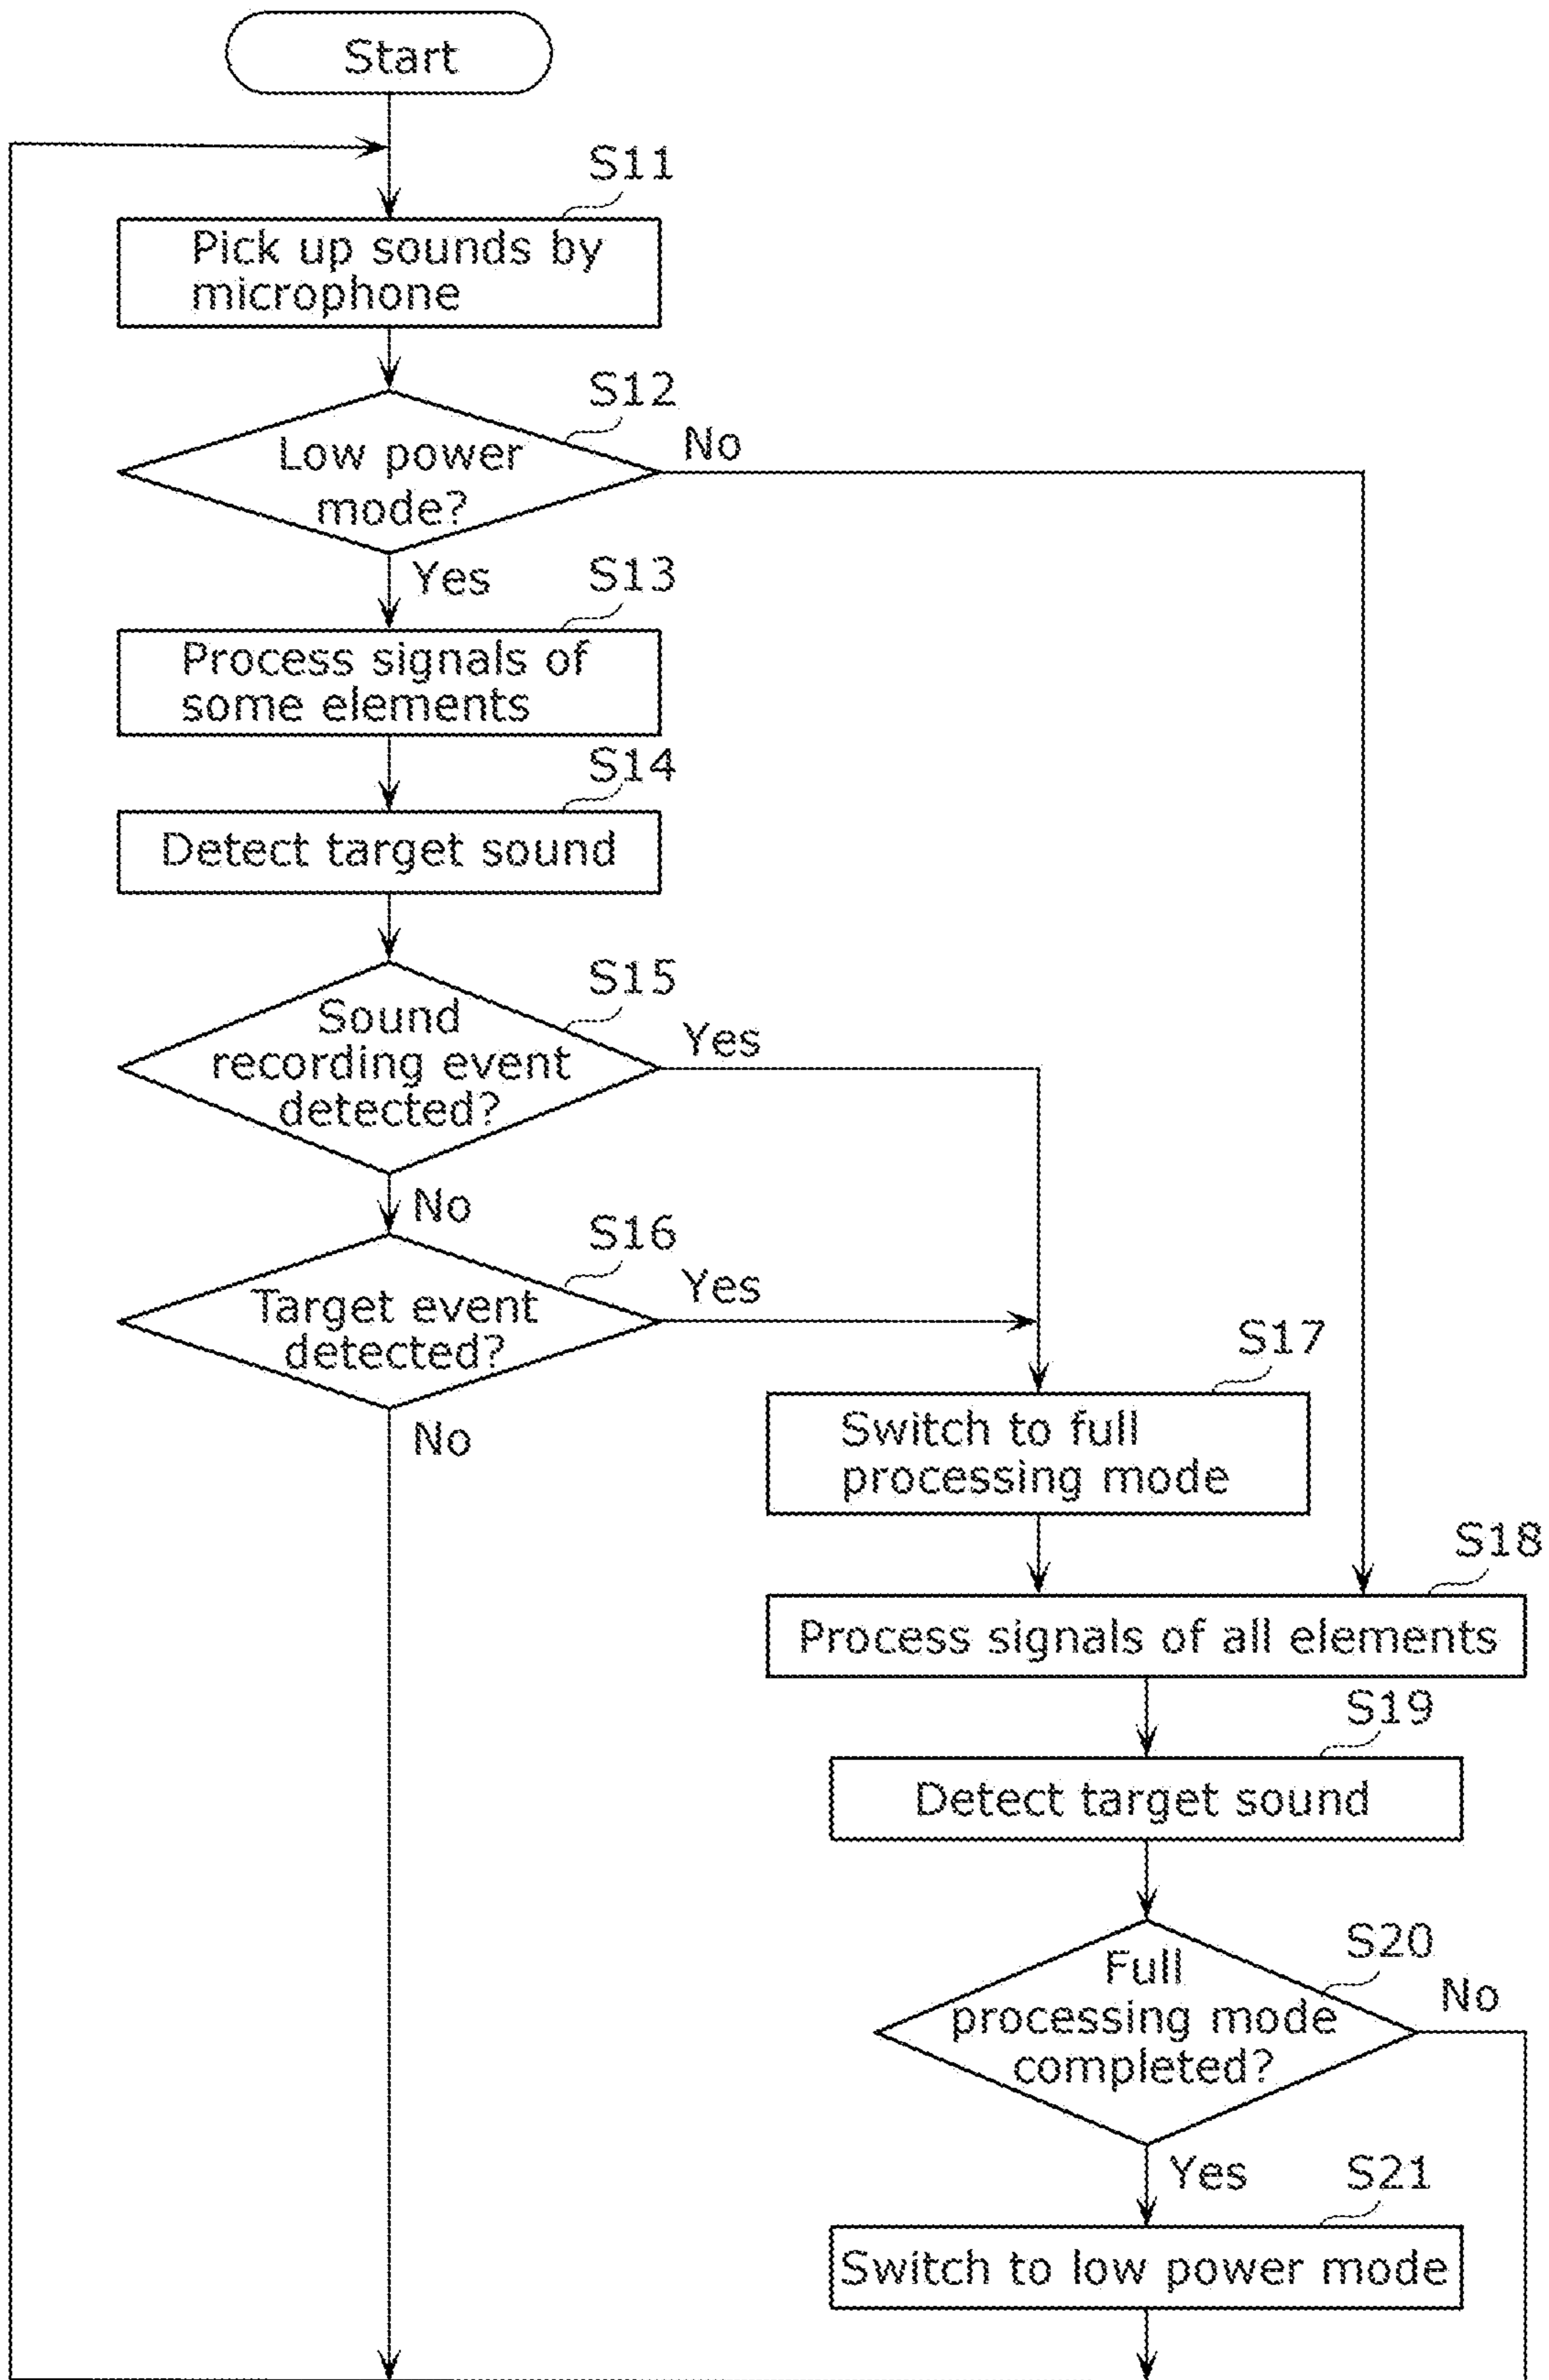 Start
S11
Pick up sounds by
microphone
S12
Low power
mode?
No
Yes
S13
Process signals of
some elements
S14
Detect target sound
S15
Sound
recording event
detected?
Yes
No
S16
Target event
detected?
Yes
No
S17
Switch to full
processing mode
S18
Process signals of all elements
S19
Detect target sound
S20
Full
processing mode
completed?
No
Yes
S21
Switch to low power mode